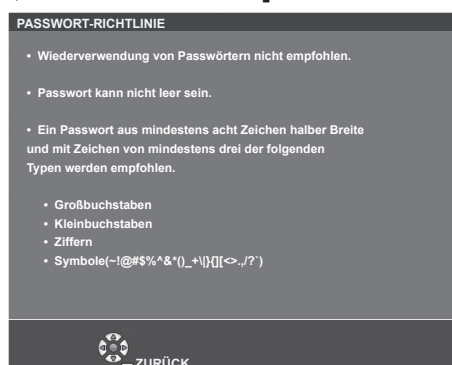 PASSWORT-RICHTLINIE
• Wiederverwendung von Passwörtern nicht empfohlen.
• Passwort kann nicht leer sein.
• Ein Passwort aus mindestens acht Zeichen halber Breite
und mit Zeichen von mindestens drei der folgenden
Typen werden empfohlen.
• Großbuchstaben
• Kleinbuchstaben
• Ziffern
• Symbole(~!@#$%^&*()_+\|}{][<>.,/?`)
ZURÜCK